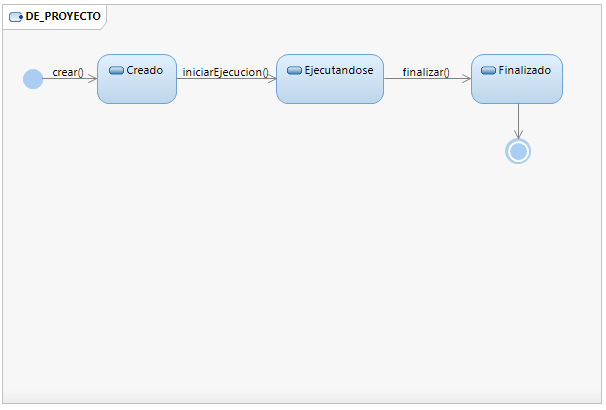 DE_PROYECTO
crear()
Creado
iniciarEjecucion()
Ejecutandose
finalizar()
Finalizado